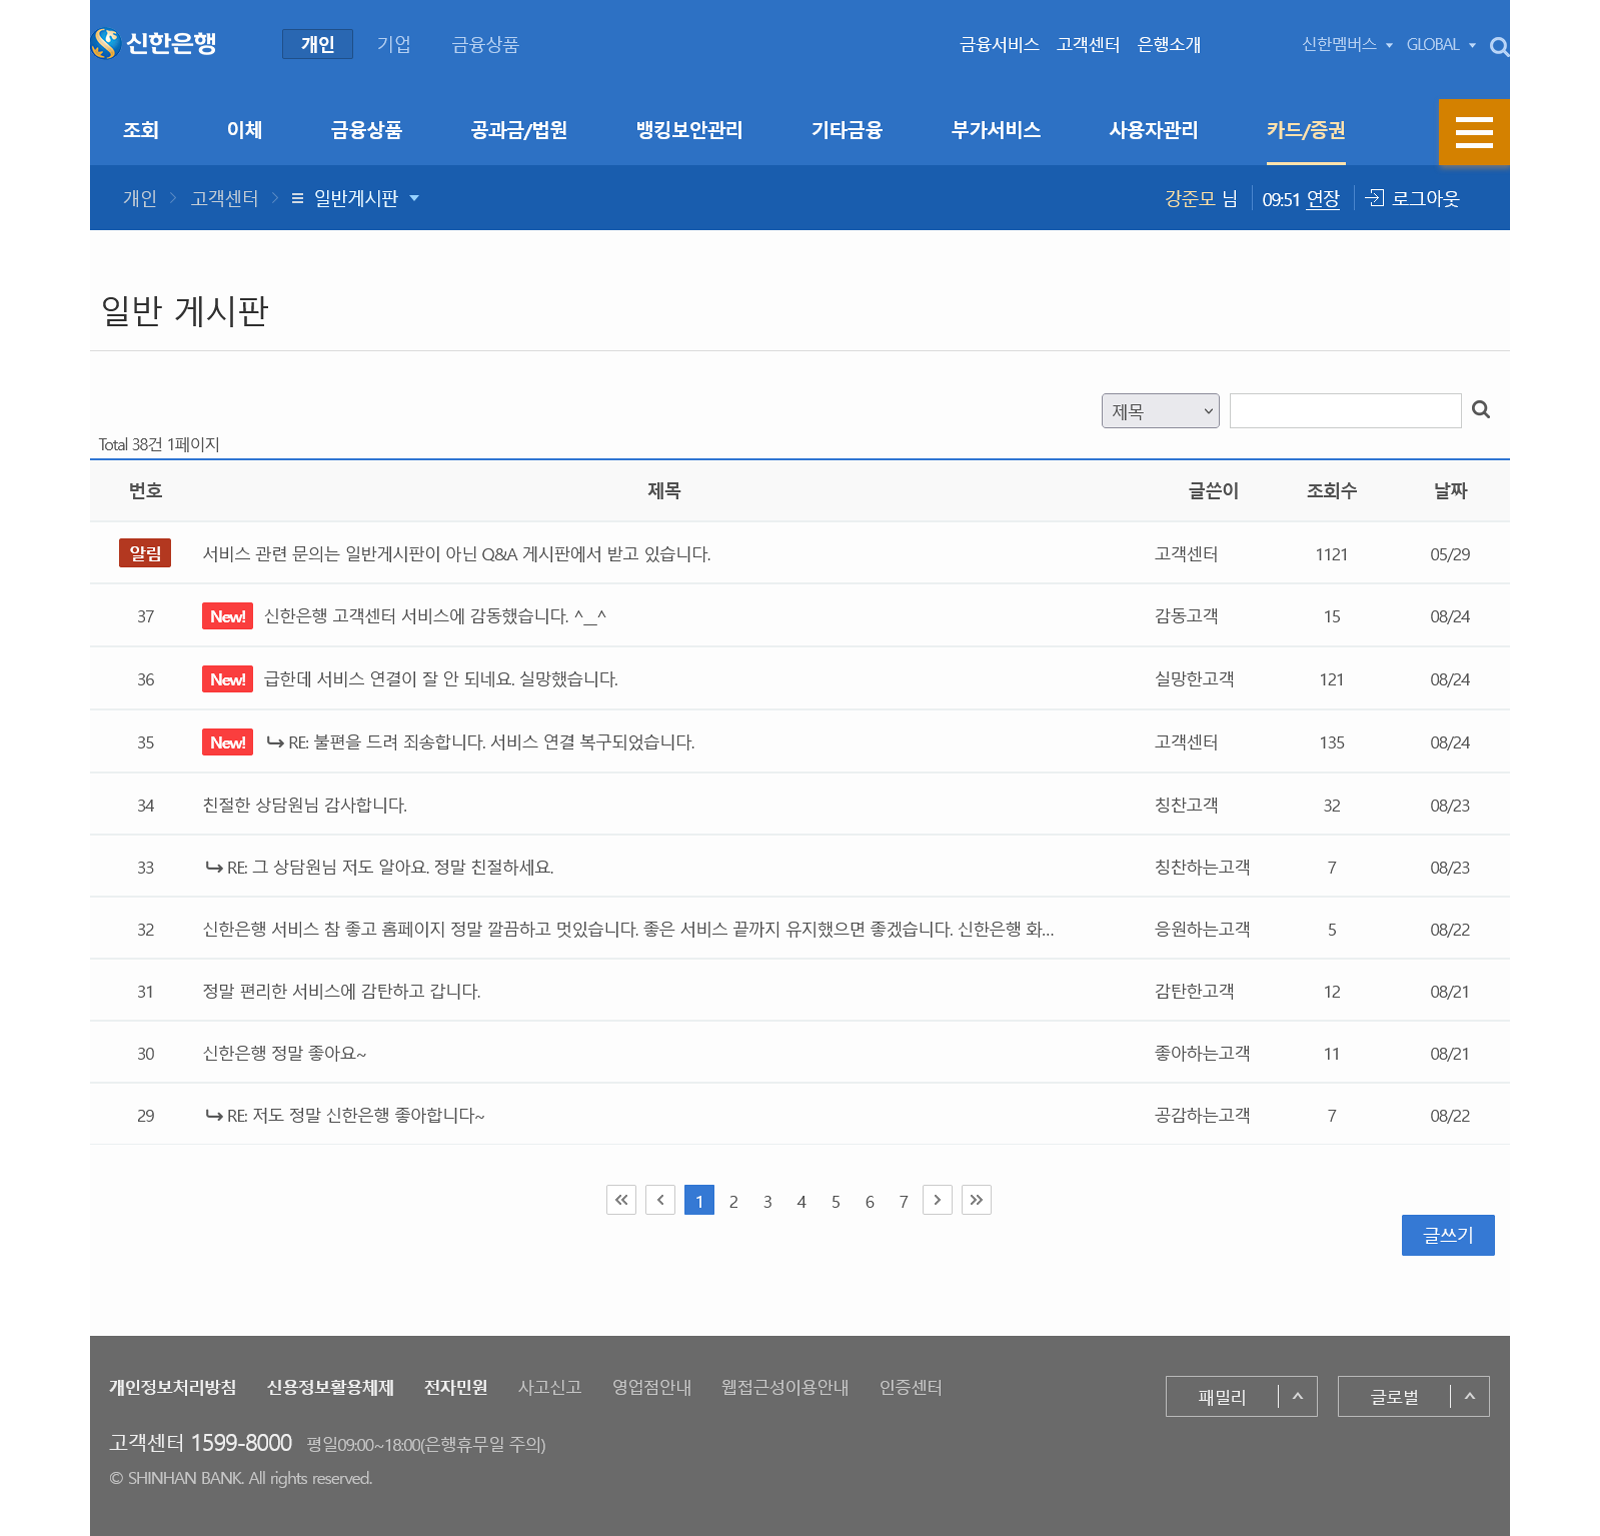 신한은행 개인 기업 금융상품 금융서비스 고객센터 은행소개 신한멤버스 GLOBAL
조회 이체 금융상품 공과금/법원 뱅킹보안관리 기타금융 부가서비스 사용자관리 카드/증권
개인 고객센터 일반게시판 강준모 님 09:51 연장 로그아웃
일반 게시판
제목
Total 38건 1페이지
번호 제목 글쓴이 조회수 날짜
알림 서비스 관련 문의는 일반게시판이 아닌 Q&A 게시판에서 받고 있습니다. 고객센터 1121 05/29
37 New! 신한은행 고객센터 서비스에 감동했습니다. ^__^ 감동고객 15 08/24
36 New! 급한데 서비스 연결이 잘 안 되네요. 실망했습니다. 실망한고객 121 08/24
35 New! RE: 불편을 드려 죄송합니다. 서비스 연결 복구되었습니다. 고객센터 135 08/24
34 친절한 상담원님 감사합니다. 칭찬고객 32 08/23
33 RE: 그 상담원님 저도 알아요. 정말 친절하세요. 칭찬하는고객 7 08/23
32 신한은행 서비스 참 좋고 홈페이지 정말 깔끔하고 멋있습니다. 좋은 서비스 끝까지 유지했으면 좋겠습니다. 신한은행 화... 응원하는고객 5 08/22
31 정말 편리한 서비스에 감탄하고 갑니다. 감탄한고객 12 08/21
30 신한은행 정말 좋아요~ 좋아하는고객 11 08/21
29 RE: 저도 정말 신한은행 좋아합니다~ 공감하는고객 7 08/22
1 2 3 4 5 6 7
글쓰기
개인정보처리방침 신용정보활용체제 전자민원 사고신고 영업점안내 웹접근성이용안내 인증센터 패밀리 글로벌
고객센터 1599-8000 평일09:00~18:00(은행휴무일 주의)
© SHINHAN BANK. All rights reserved.